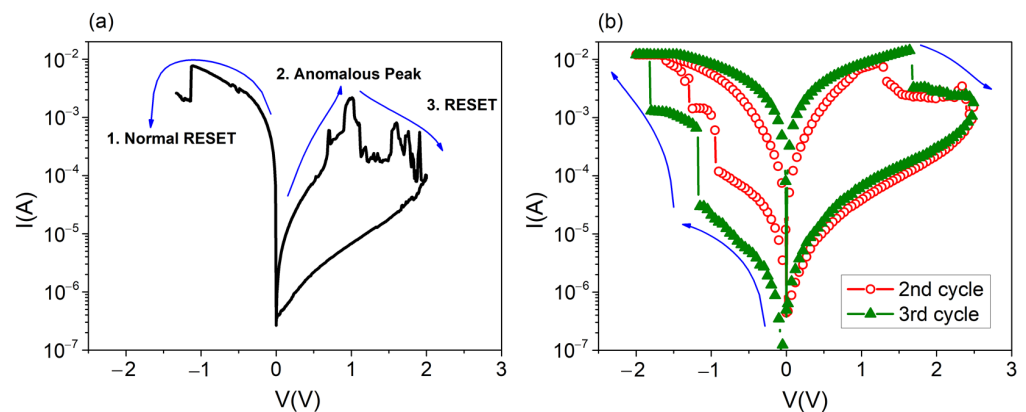 (a)
I(A)
10⁻²
10⁻³
10⁻⁴
10⁻⁵
10⁻⁶
10⁻⁷
1. Normal RESET
2. Anomalous Peak
3. RESET
−2 −1 0 1 2 3
V(V)
(b)
I(A)
10⁻²
10⁻³
10⁻⁴
10⁻⁵
10⁻⁶
10⁻⁷
2nd cycle
3rd cycle
−2 −1 0 1 2 3
V(V)